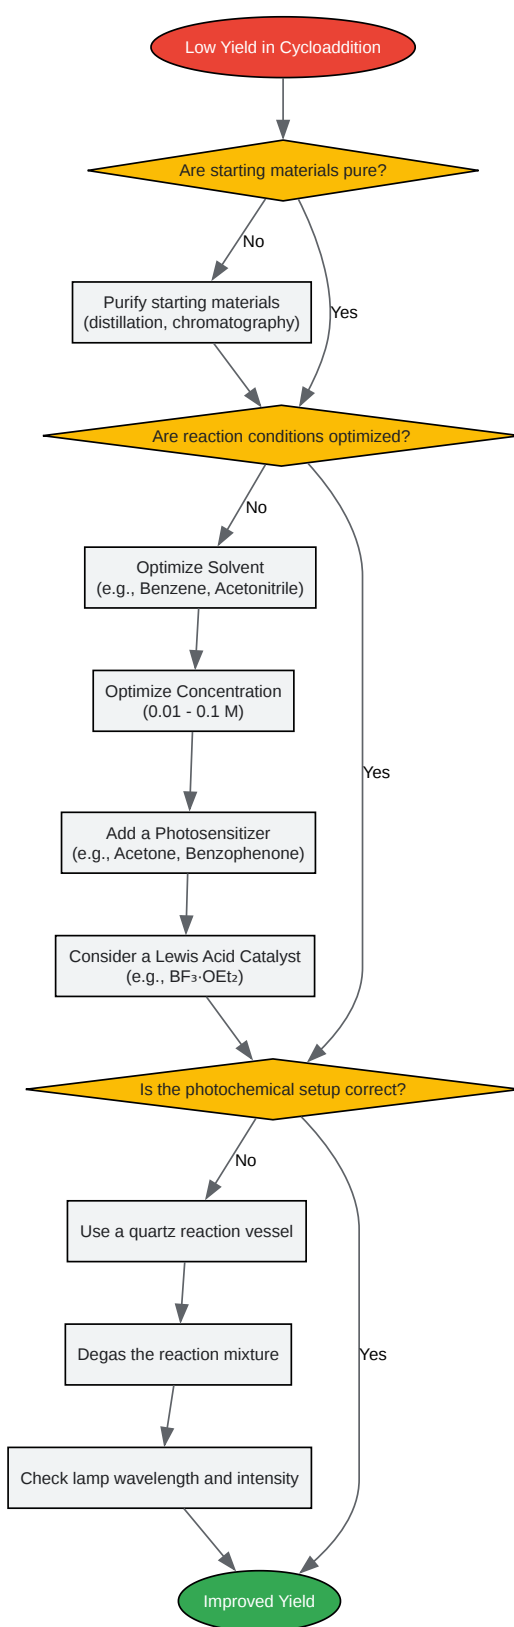 Low Yield in Cycloaddition
Are starting materials pure?
No
Purify starting materials
(distillation, chromatography)
Yes
Are reaction conditions optimized?
No
Optimize Solvent
(e.g., Benzene, Acetonitrile)
Optimize Concentration
(0.01 - 0.1 M)
Yes
Add a Photosensitizer
(e.g., Acetone, Benzophenone)
Consider a Lewis Acid Catalyst
(e.g., BF₃·OEt₂)
Is the photochemical setup correct?
No
Use a quartz reaction vessel
Degas the reaction mixture
Yes
Check lamp wavelength and intensity
Improved Yield